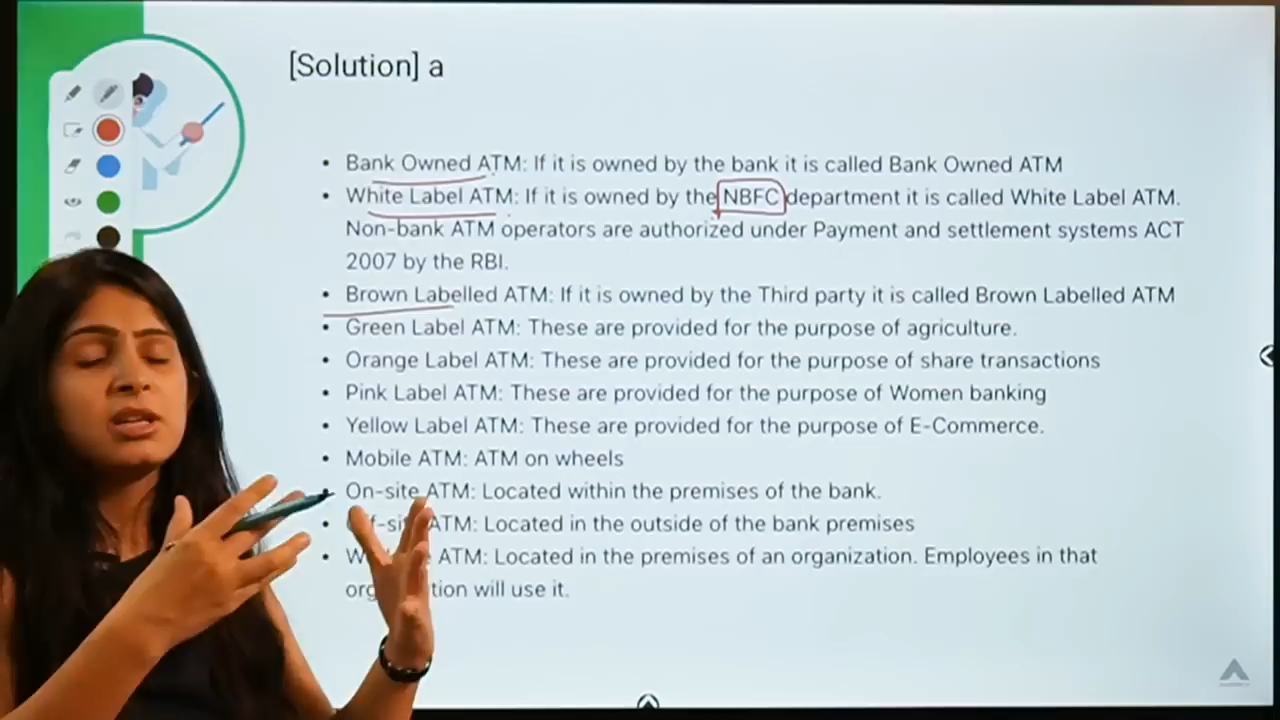 [Solution] a
• Bank Owned ATM: If it is owned by the bank it is called Bank Owned ATM
• White Label ATM: If it is owned by the NBFC department it is called White Label ATM.
Non-bank ATM operators are authorized under Payment and settlement systems ACT
2007 by the RBI.
• Brown Labelled ATM: If it is owned by the Third party it is called Brown Labelled ATM
• Green Label ATM: These are provided for the purpose of agriculture.
• Orange Label ATM: These are provided for the purpose of share transactions
• Pink Label ATM: These are provided for the purpose of Women banking
• Yellow Label ATM: These are provided for the purpose of E-Commerce.
• Mobile ATM: ATM on wheels
• On-site ATM: Located within the premises of the bank.
• ATM: Located in the outside of the bank premises
• ATM: Located in the premises of an organization. Employees in that
will use it.